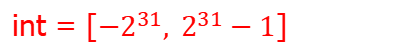 int = [−2³¹, 2³¹ − 1]